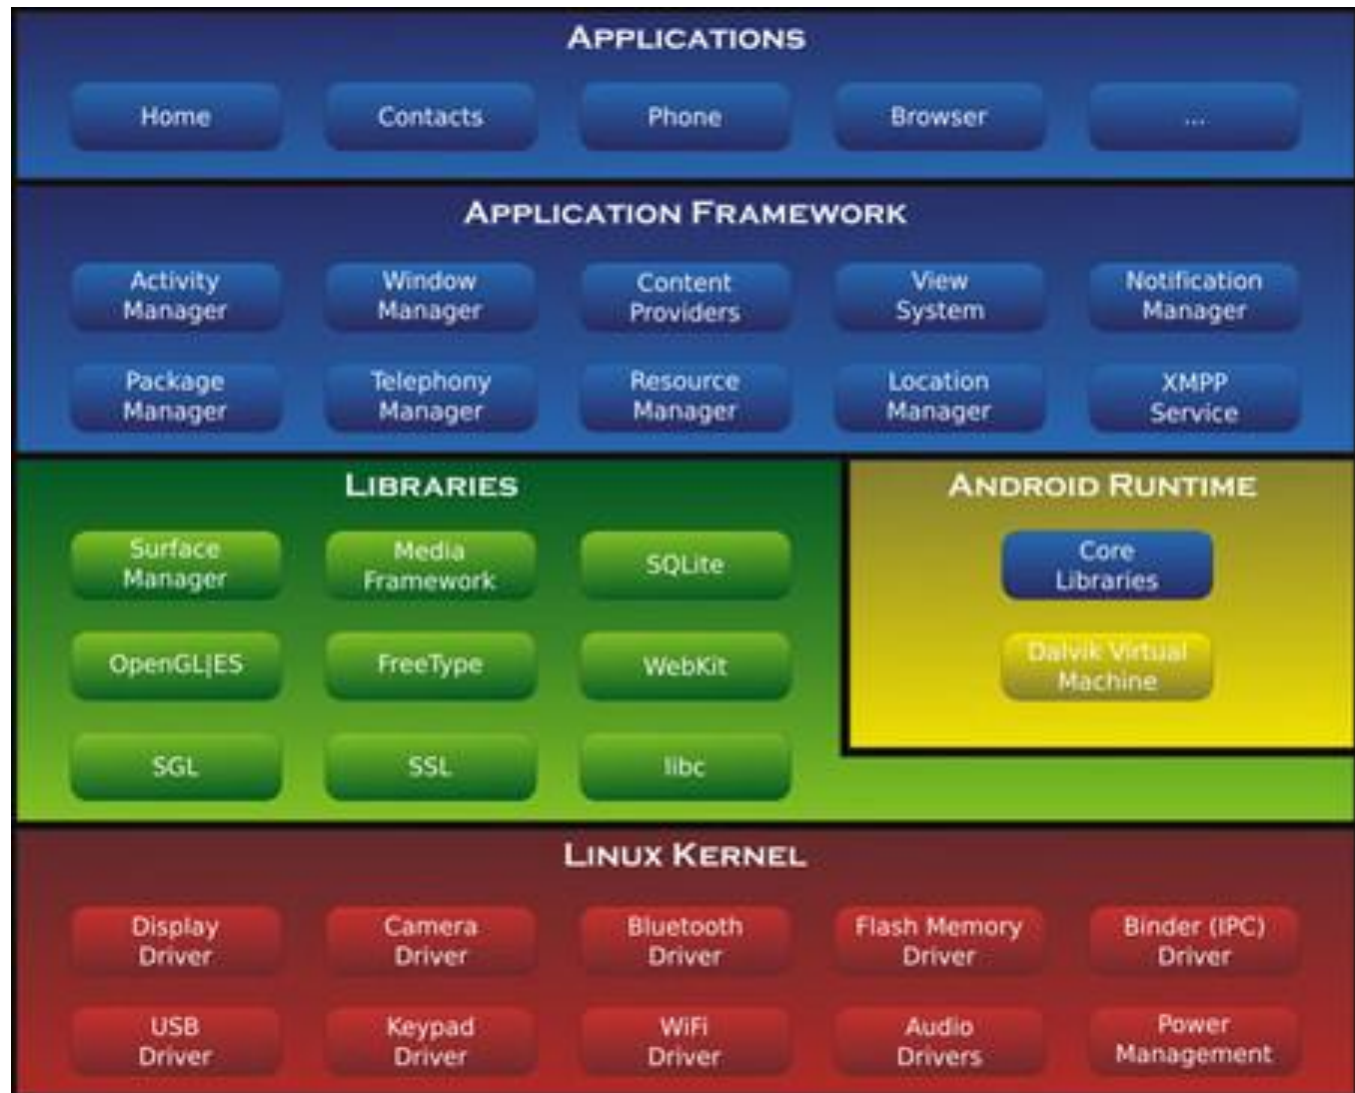 APPLICATIONS
Home
Contacts
Phone
Browser
...
APPLICATION FRAMEWORK
Activity
Manager
Window
Manager
Content
Providers
View
System
Notification
Manager
Package
Manager
Telephony
Manager
Resource
Manager
Location
Manager
XMPP
Service
LIBRARIES
Surface
Manager
Media
Framework
SQLite
OpenGL|ES
FreeType
WebKit
SGL
SSL
libc
ANDROID RUNTIME
Core
Libraries
Dalvik Virtual
Machine
LINUX KERNEL
Display
Driver
Camera
Driver
Bluetooth
Driver
Flash Memory
Driver
Binder (IPC)
Driver
USB
Driver
Keypad
Driver
WiFi
Driver
Audio
Drivers
Power
Management